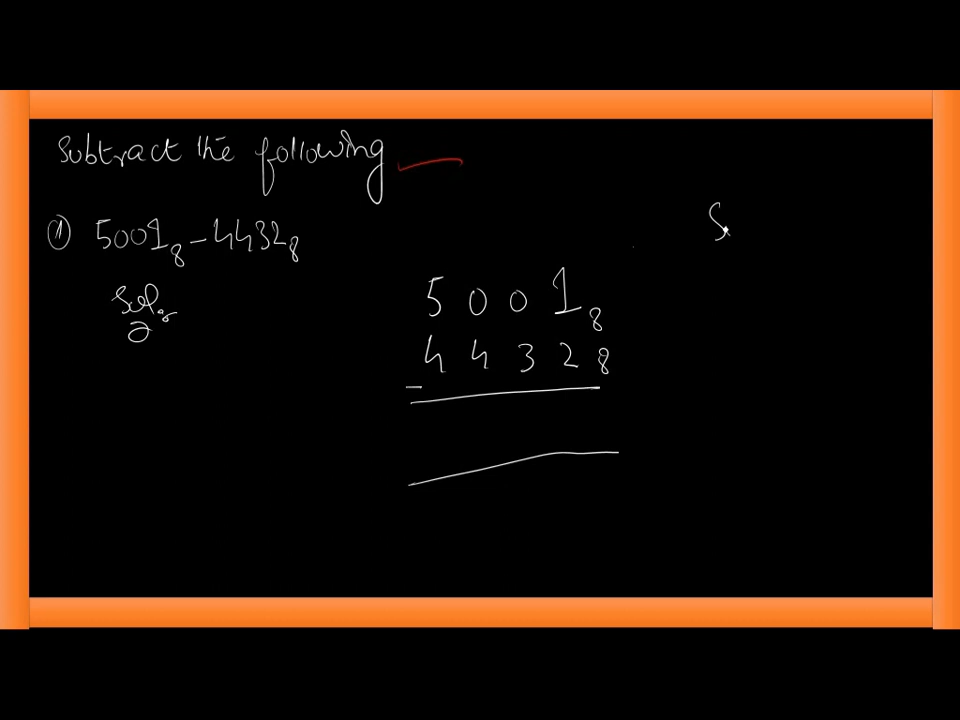 Subtract the following
① 5001₈ - 4432₈
Sol:
5 0 0 1₈
4 4 3 2₈
-
S